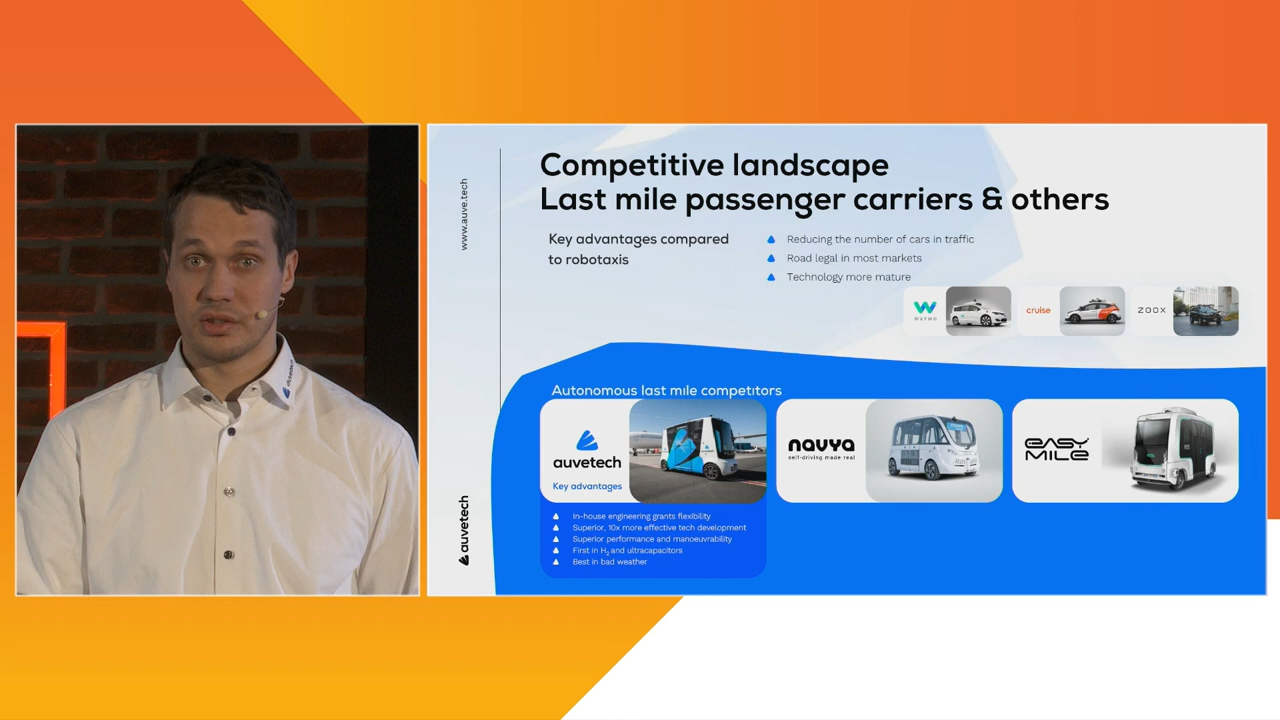 Competitive landscape
Last mile passenger carriers & others
www.auve.tech
Key advantages compared
to robotaxis
Reducing the number of cars in traffic
Road legal in most markets
Technology more mature
WAYMO
cruise
ZOOX
Autonomous last mile competitors
auvetech
Key advantages
In-house engineering grants flexibility
Superior, 10x more effective tech development
Superior performance and manoeuvrability
First in H2 and ultracapacitors
Best in bad weather
navya
self-driving made real
EASY
MILE
auvetech
auvetech